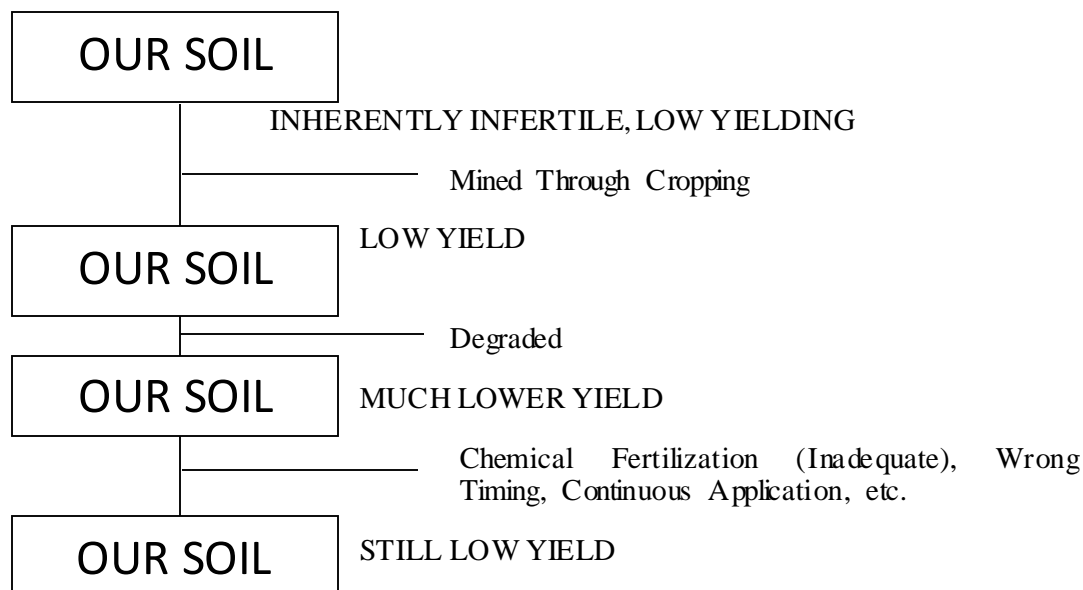 OUR SOIL
INHERENTLY INFERTILE, LOW YIELDING
Mined Through Cropping
OUR SOIL
LOW YIELD
Degraded
OUR SOIL
MUCH LOWER YIELD
Chemical Fertilization (Inadequate), Wrong
Timing, Continuous Application, etc.
OUR SOIL
STILL LOW YIELD